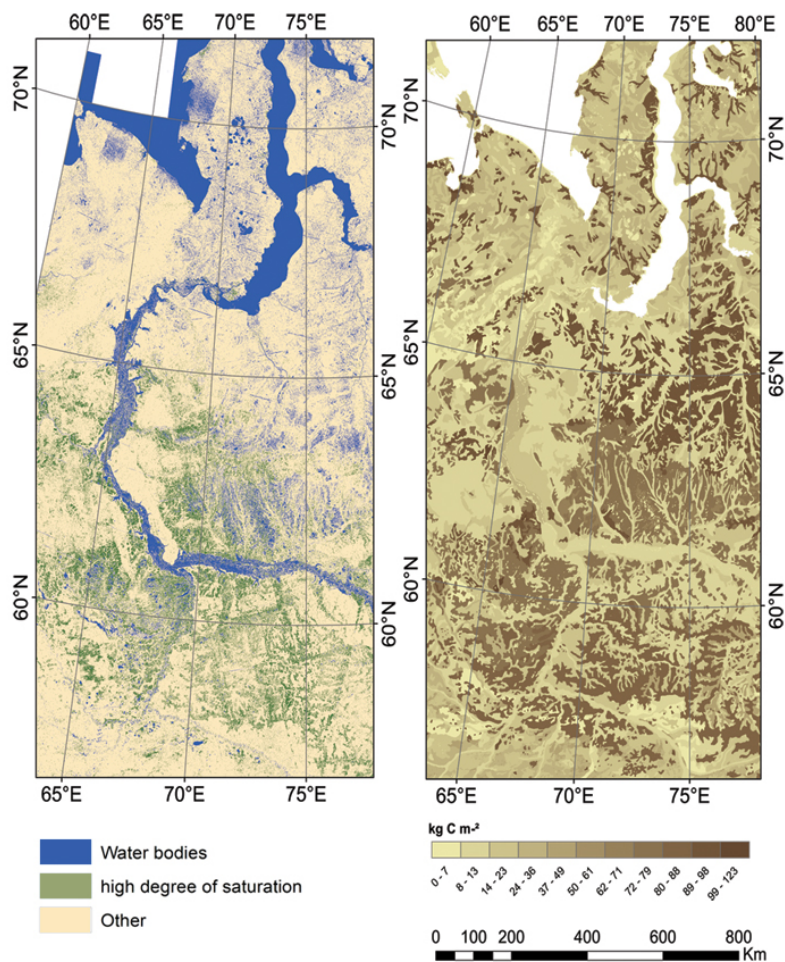 60°E 65°E 70°E 75°E
60°E 65°E 70°E 75°E 80°E
70°N 70°N 70°N 70°N
65°N 65°N 65°N 65°N
60°N 60°N 60°N 60°N
65°E 70°E 75°E
65°E 70°E 75°E
Water bodies
high degree of saturation
Other
kg C m-²
0 - 7 8 - 13 14 - 23 24 - 36 37 - 49 50 - 61 62 - 71 72 - 79 80 - 88 89 - 98 99 - 123
0 100 200 400 600 800
Km